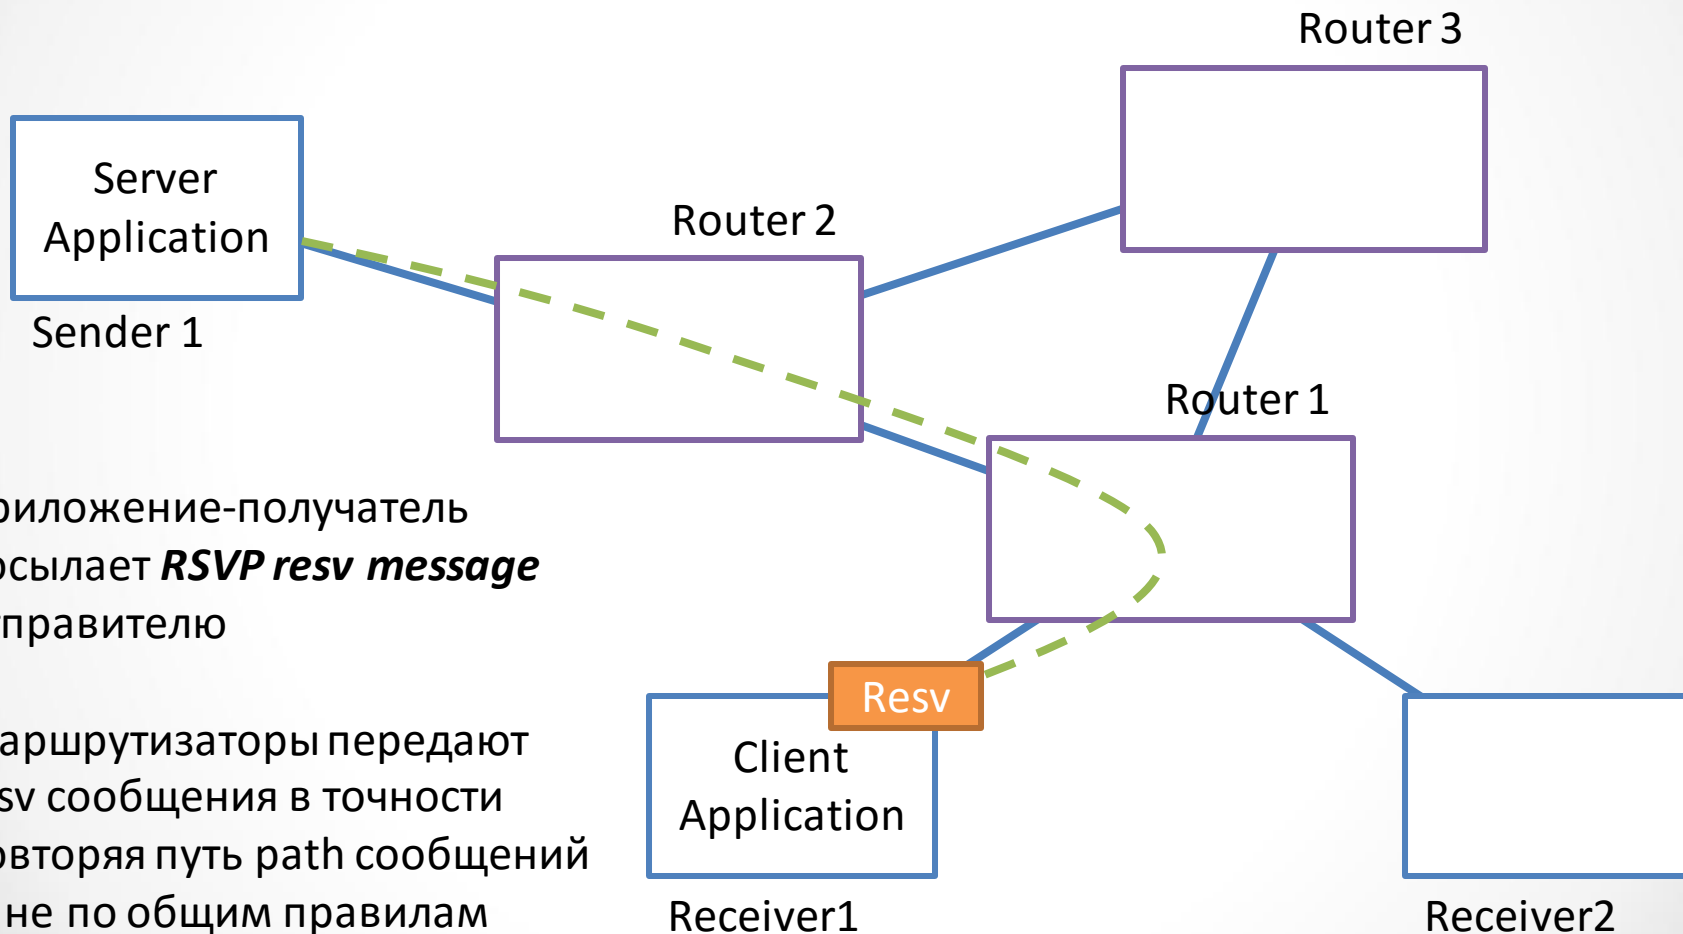 Router 3
Server
Application
Router 2
Sender 1
Router 1
риложение-получатель
осылает RSVP resv message
тправителю
Resv
аршрутизаторы передают
sv сообщения в точности
овторяя путь path сообщений
не по общим правилам
Client
Application
Receiver1
Receiver2